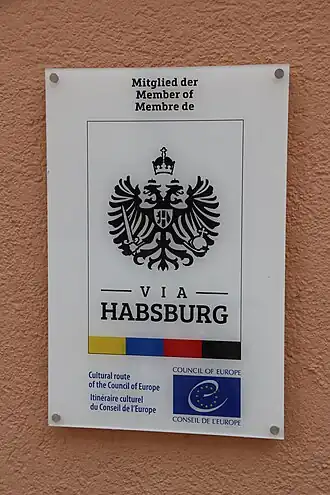 Mitglied der
Member of
Membre de
VIA
HABSBURG
Cultural route
of the Council of Europe
Itinéraire culturel
du Conseil de l'Europe
COUNCIL OF EUROPE
CONSEIL DE L'EUROPE